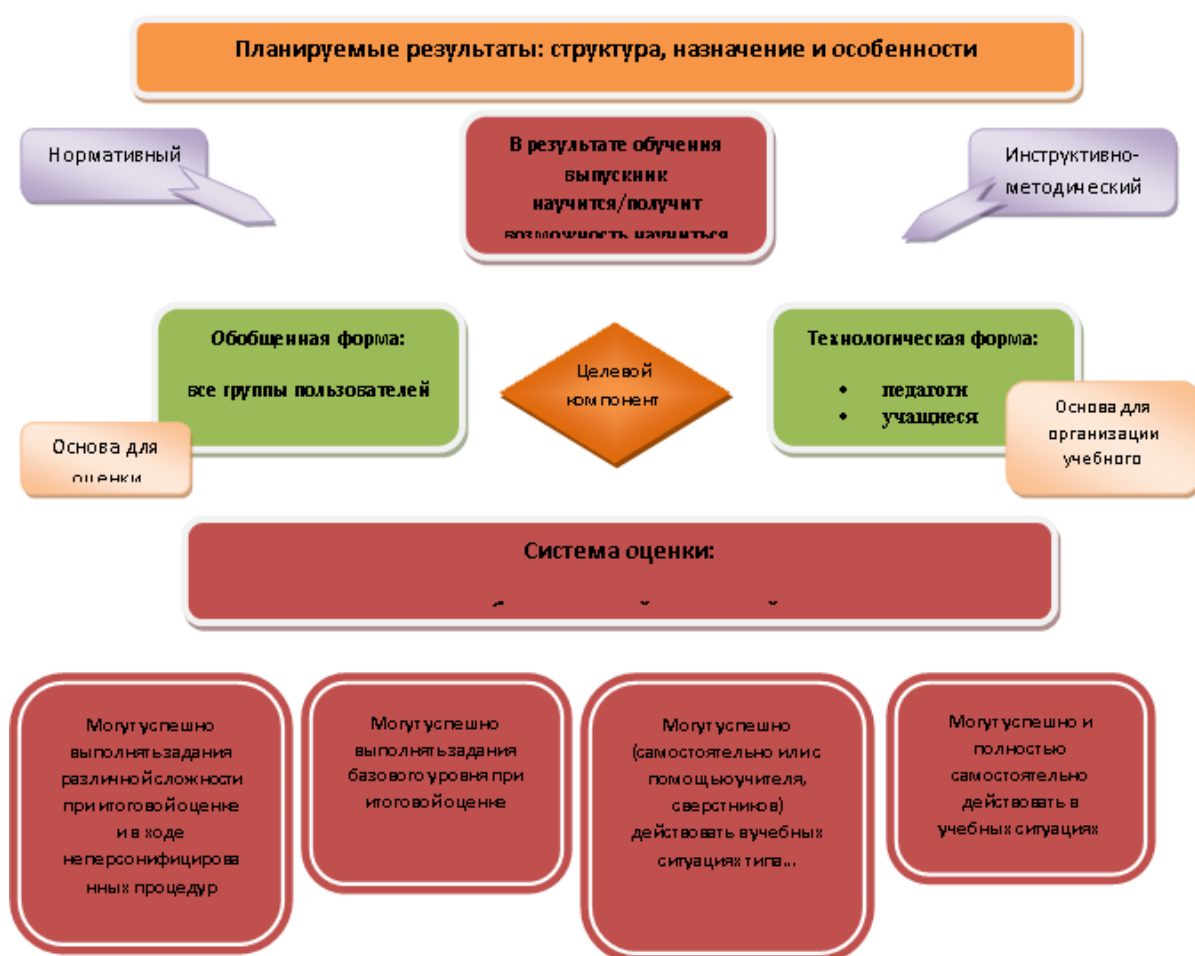 Планируемые результаты: структура, назначение и особенности
Нормативный
В результате обучения
выпускник
научится/получит
возможность научиться
Инструктивно-
методический
Обобщенная форма:
все группы пользователей
Основа для
оценки
Целевой
компонент
Технологическая форма:
• педагоги
• учащиеся
Основа для
организации
учебного
Система оценки:
Могут успешно
выполнять задания
различной сложности
при итоговой оценке
и в ходе
неперсонифицирова
нных процедур
Могут успешно
выполнять задания
базового уровня при
итоговой оценке
Могут успешно
(самостоятельно или с
помощью учителя,
сверстников)
действовать в учебных
ситуациях типа...
Могут успешно и
полностью
самостоятельно
действовать в
учебных ситуациях